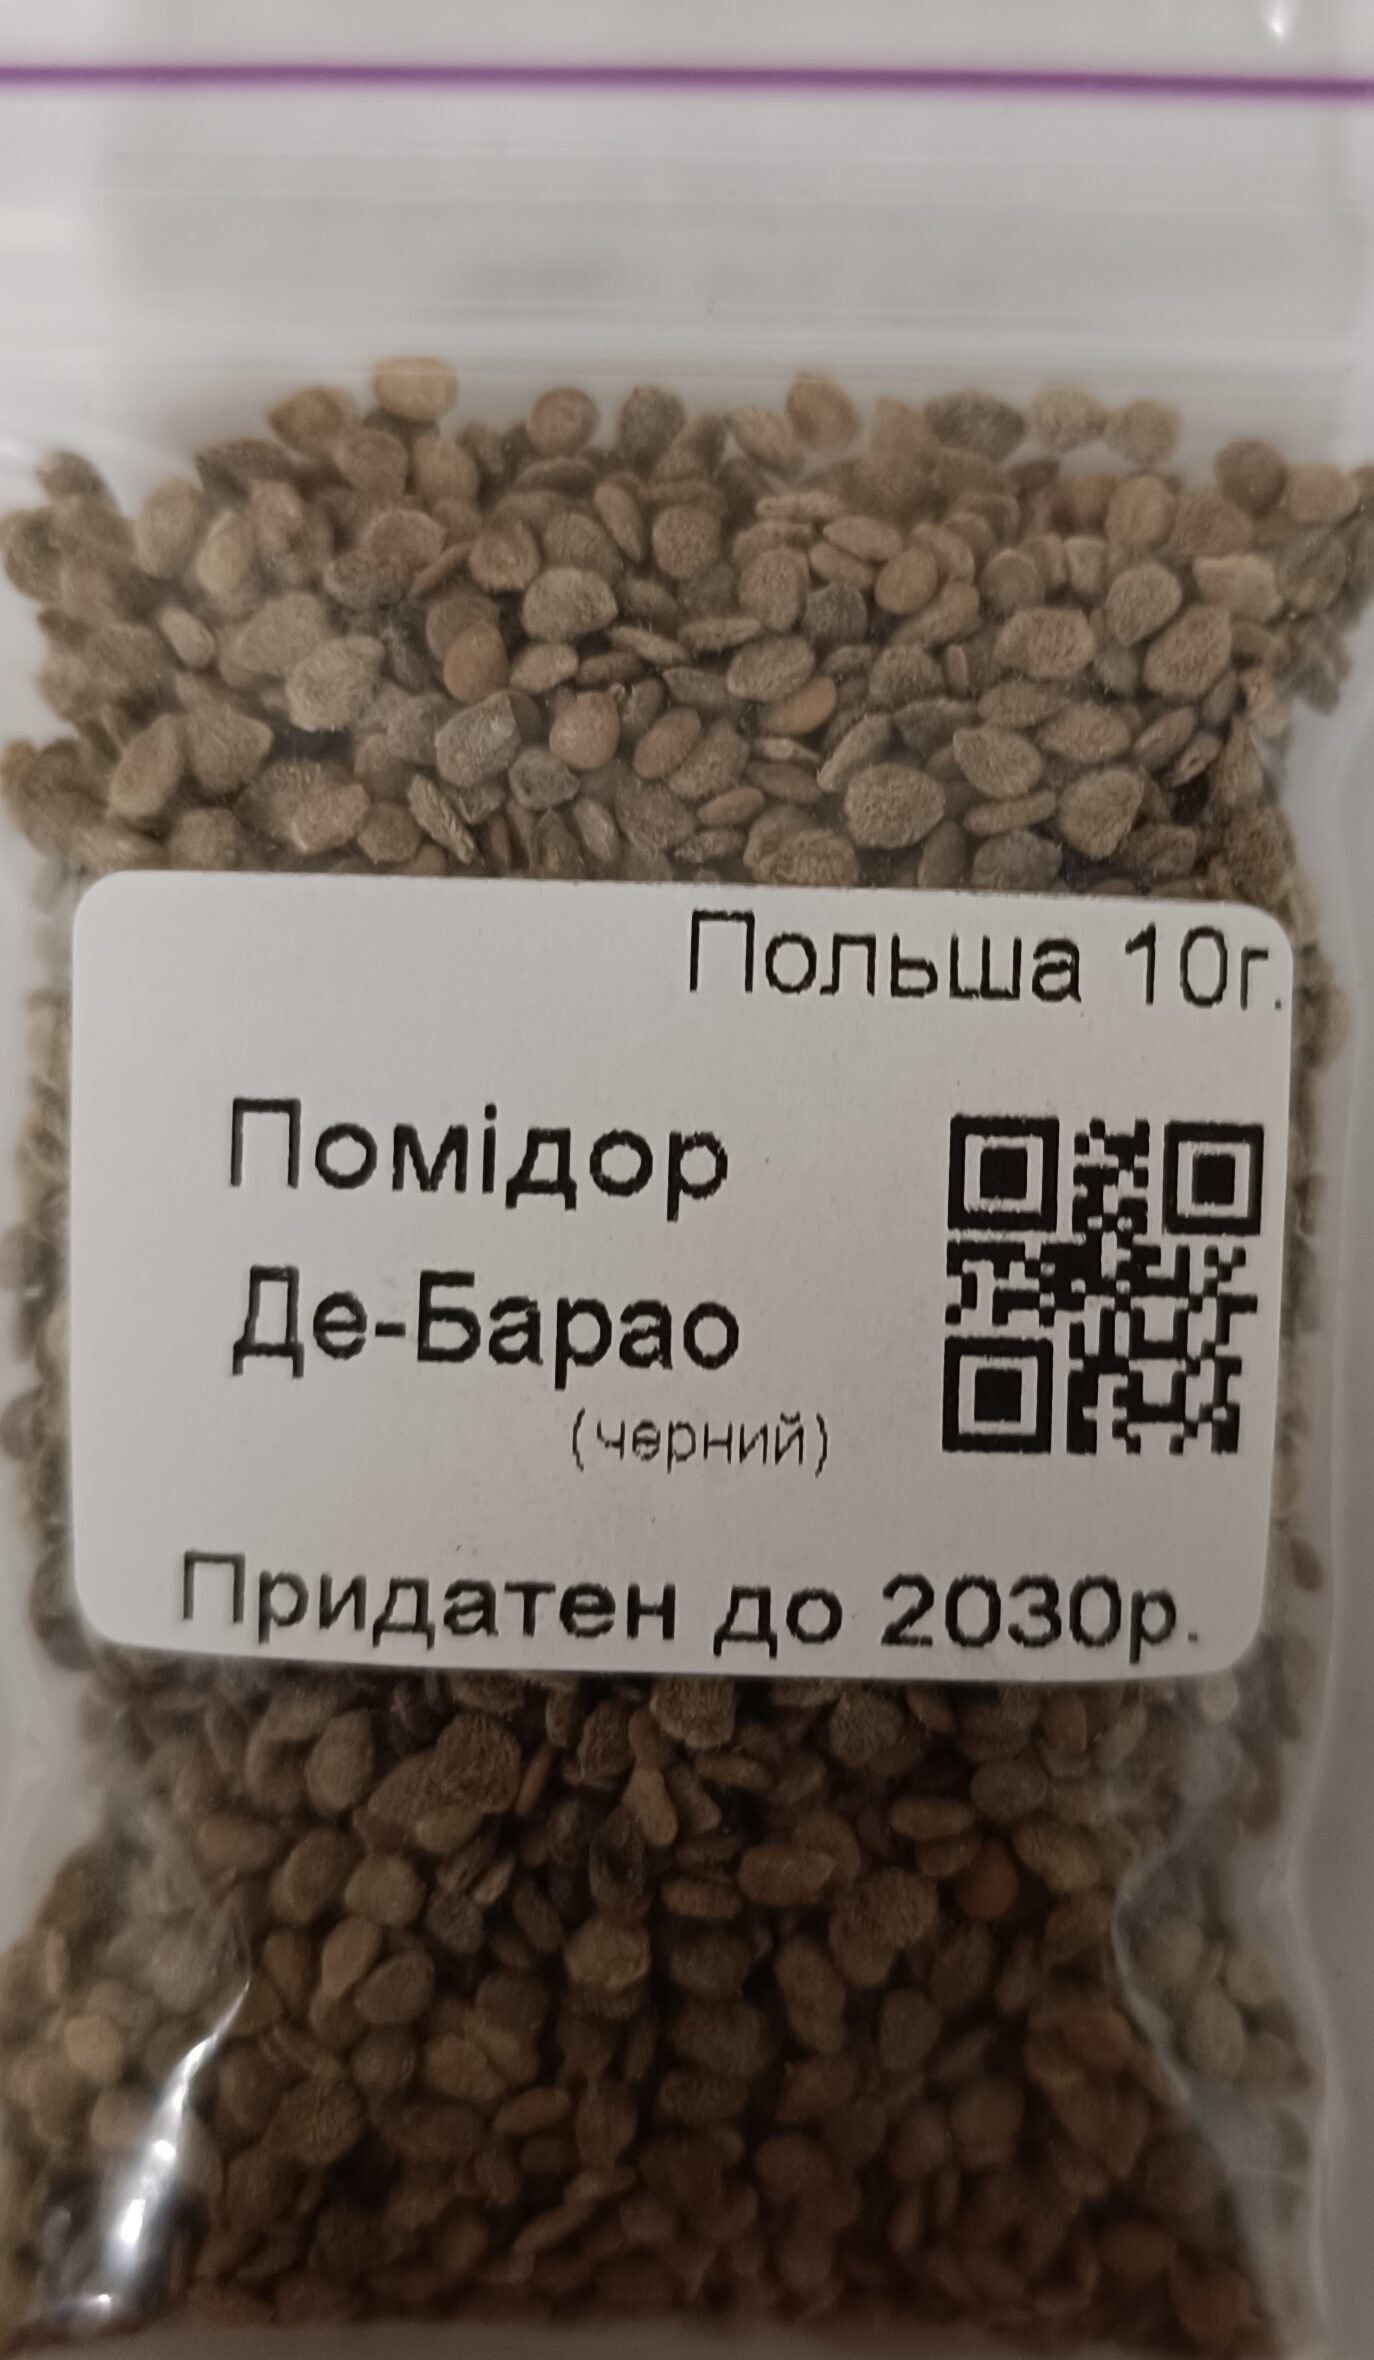 Польша 10г.
Помідор
Де-Барао
(черний)
Придатен до 2030р.